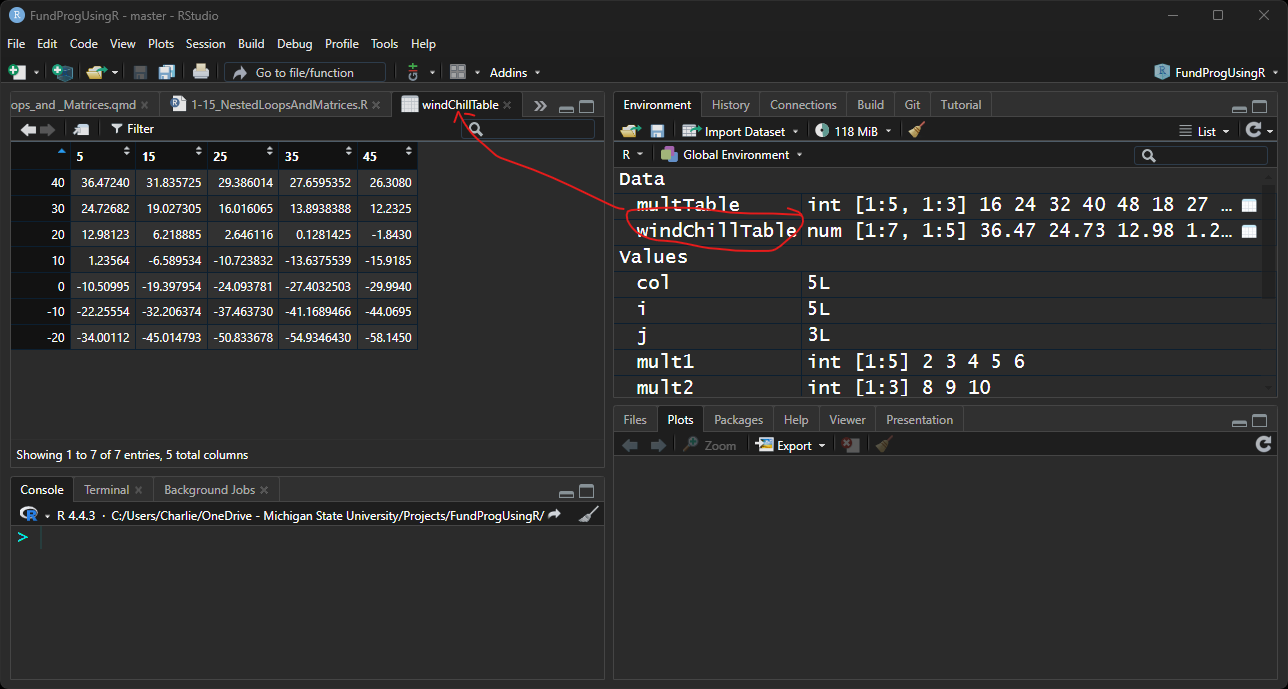 FundProgUsingR - master - RStudio
File Edit Code View Plots Session Build Debug Profile Tools Help
Go to file/function Addins FundProgUsingR
ops_and _Matrices.qmd 1-15_NestedLoopsAndMatrices.R windChillTable
Filter
5 15 25 35 45
40 36.47240 31.835725 29.386014 27.6595352 26.3080
30 24.72682 19.027305 16.016065 13.8938388 12.2325
20 12.98123 6.218885 2.646116 0.1281425 -1.8430
10 1.23564 -6.589534 -10.723832 -13.6375539 -15.9185
0 -10.50995 -19.397954 -24.093781 -27.4032503 -29.9940
-10 -22.25554 -32.206374 -37.463730 -41.1689466 -44.0695
-20 -34.00112 -45.014793 -50.833678 -54.9346430 -58.1450
Showing 1 to 7 of 7 entries, 5 total columns
Console Terminal Background Jobs
R 4.4.3 · C:/Users/Charlie/OneDrive - Michigan State University/Projects/FundProgUsingR/
>
Environment History Connections Build Git Tutorial
Import Dataset 118 MiB List
R Global Environment
Data
multTable int [1:5, 1:3] 16 24 32 40 48 18 27 …
windChillTable num [1:7, 1:5] 36.47 24.73 12.98 1.2…
Values
col 5L
i 5L
j 3L
mult1 int [1:5] 2 3 4 5 6
mult2 int [1:3] 8 9 10
Files Plots Packages Help Viewer Presentation
Zoom Export